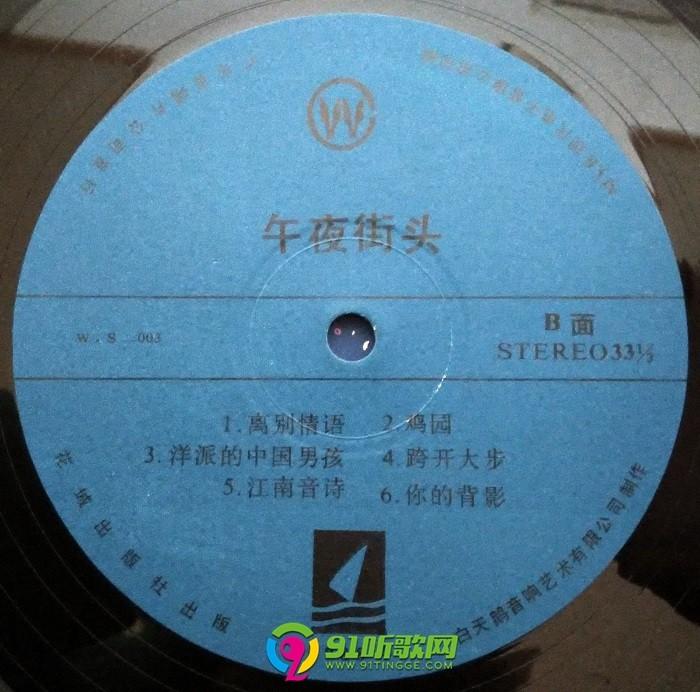 午夜街头
W.S—003
B面
STEREO33⅓
1.离别情语 2.鸡园
3.洋派的中国男孩 4.跨开大步
5.江南音诗 6.你的背影
花城出版社出版
白天鹅音响艺术有限公司制作
91听歌网
WWW.91TINGGE.COM